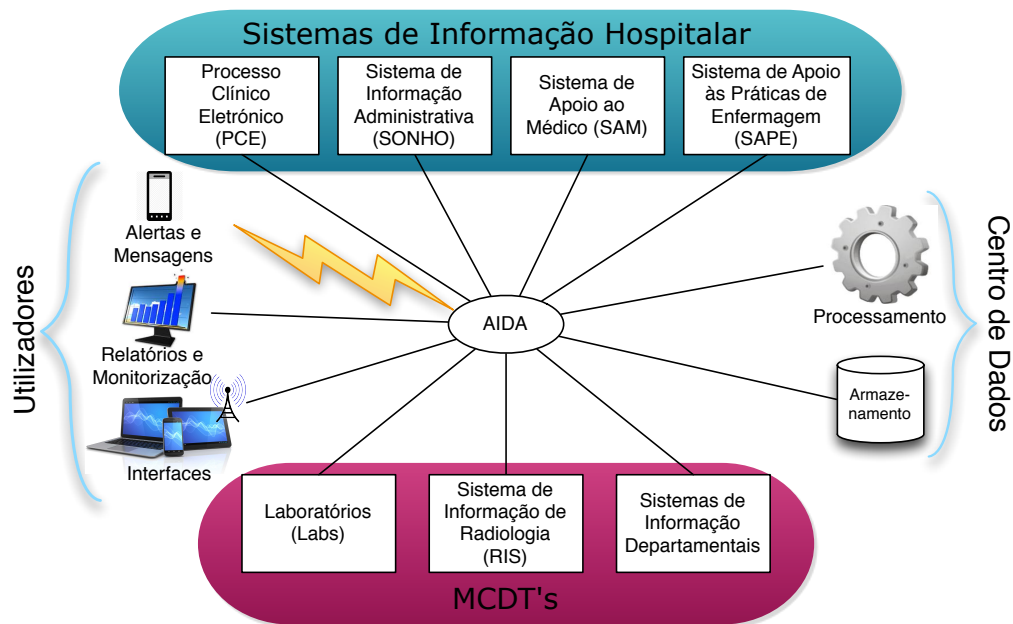 Sistemas de Informação Hospitalar
Processo
Clínico
Eletrónico
(PCE)
Sistema de
Informação
Administrativa
(SONHO)
Sistema de
Apoio ao
Médico (SAM)
Sistema de Apoio
às Práticas de
Enfermagem
(SAPE)
Utilizadores
Alertas e
Mensagens
Relatórios e
Monitorização
Interfaces
AIDA
Processamento
Armaze-
namento
Centro de Dados
Laboratórios
(Labs)
Sistema de
Informação de
Radiologia
(RIS)
Sistemas de
Informação
Departamentais
MCDT's